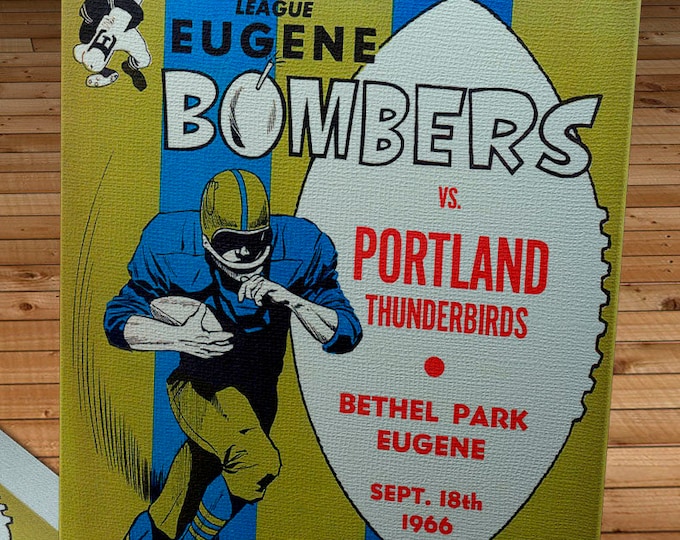 LEAGUE
EUGENE
BOMBERS
VS.
PORTLAND
THUNDERBIRDS
BETHEL PARK
EUGENE
SEPT. 18th
1966
E